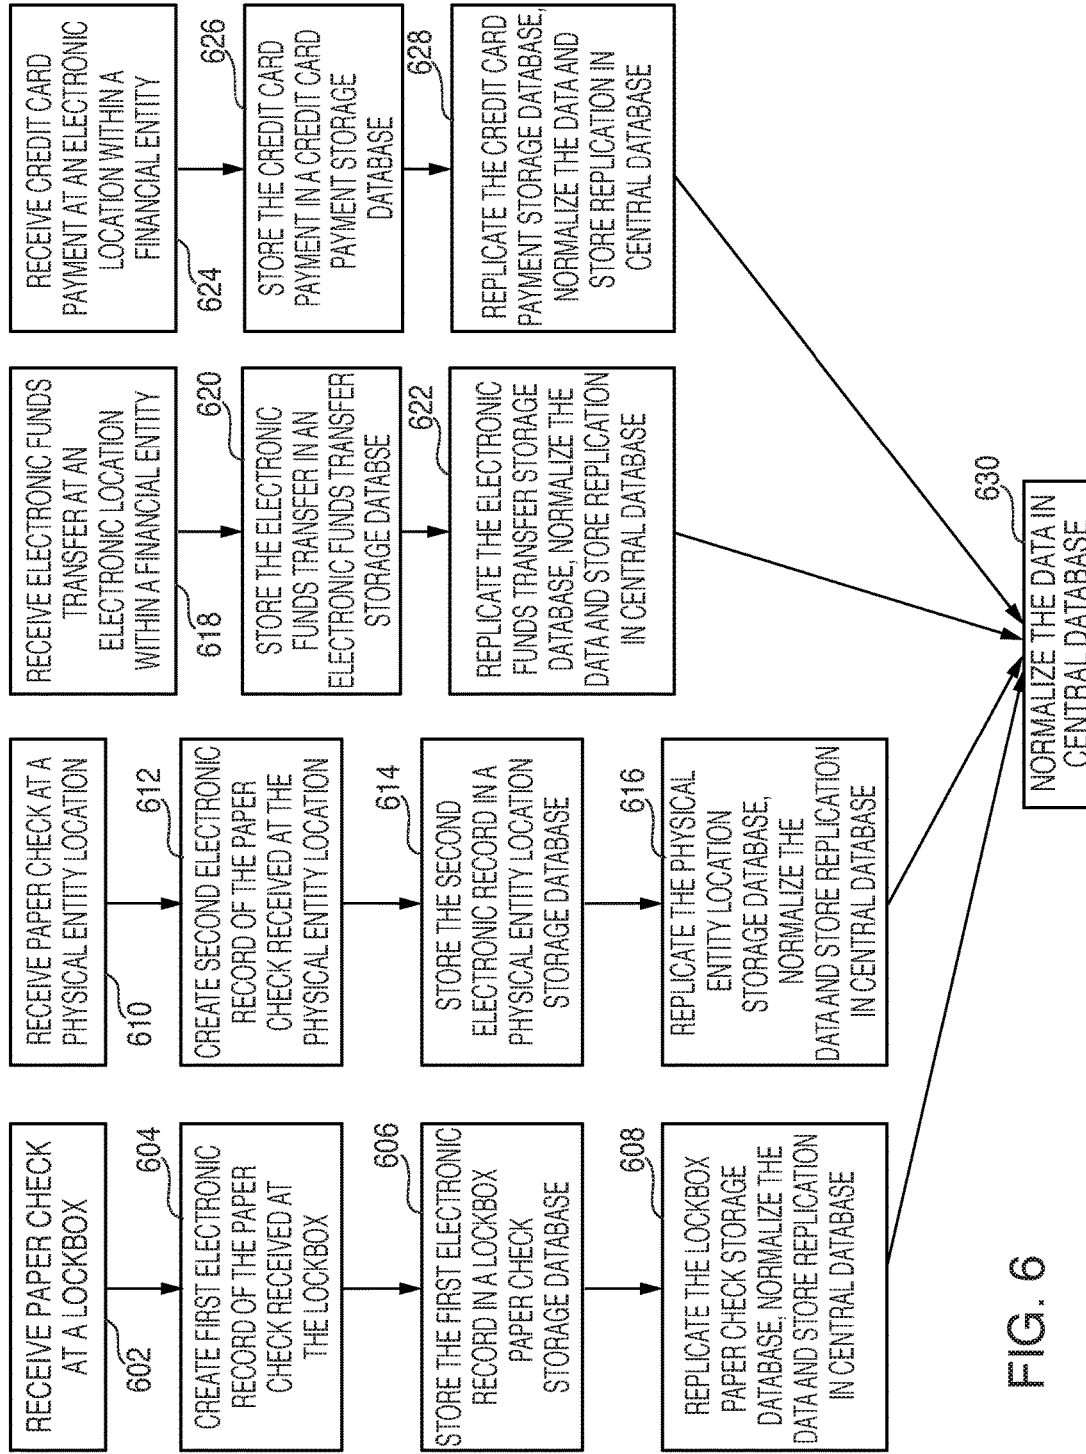 RECEIVE PAPER CHECK
AT A LOCKBOX
602
CREATE FIRST ELECTRONIC
RECORD OF THE PAPER
CHECK RECEIVED AT
THE LOCKBOX
604
STORE THE FIRST ELECTRONIC
RECORD IN A LOCKBOX
PAPER CHECK
STORAGE DATABASE
606
REPLICATE THE LOCKBOX
PAPER CHECK STORAGE
DATABASE, NORMALIZE THE
DATA AND STORE REPLICATION
IN CENTRAL DATABASE
608
RECEIVE PAPER CHECK AT A
PHYSICAL ENTITY LOCATION
610
CREATE SECOND ELECTRONIC
RECORD OF THE PAPER
CHECK RECEIVED AT THE
PHYSICAL ENTITY LOCATION
612
STORE THE SECOND
ELECTRONIC RECORD IN A
PHYSICAL ENTITY LOCATION
STORAGE DATABASE
614
REPLICATE THE PHYSICAL
ENTITY LOCATION
STORAGE DATABASE,
NORMALIZE THE
DATA AND STORE REPLICATION
IN CENTRAL DATABASE
616
RECEIVE ELECTRONIC FUNDS
TRANSFER AT AN
ELECTRONIC LOCATION
WITHIN A FINANCIAL ENTITY
618
STORE THE ELECTRONIC
FUNDS TRANSFER IN AN
ELECTRONIC FUNDS TRANSFER
STORAGE DATABSE
620
REPLICATE THE ELECTRONIC
FUNDS TRANSFER STORAGE
DATABASE, NORMALIZE THE
DATA AND STORE REPLICATION
IN CENTRAL DATABASE
622
RECEIVE CREDIT CARD
PAYMENT AT AN ELECTRONIC
LOCATION WITHIN A
FINANCIAL ENTITY
624
STORE THE CREDIT CARD
PAYMENT IN A CREDIT CARD
PAYMENT STORAGE
DATABASE
626
REPLICATE THE CREDIT CARD
PAYMENT STORAGE DATABASE,
NORMALIZE THE DATA AND
STORE REPLICATION IN
CENTRAL DATABASE
628
NORMALIZE THE DATA IN
CENTRAL DATABASE
630
FIG. 6